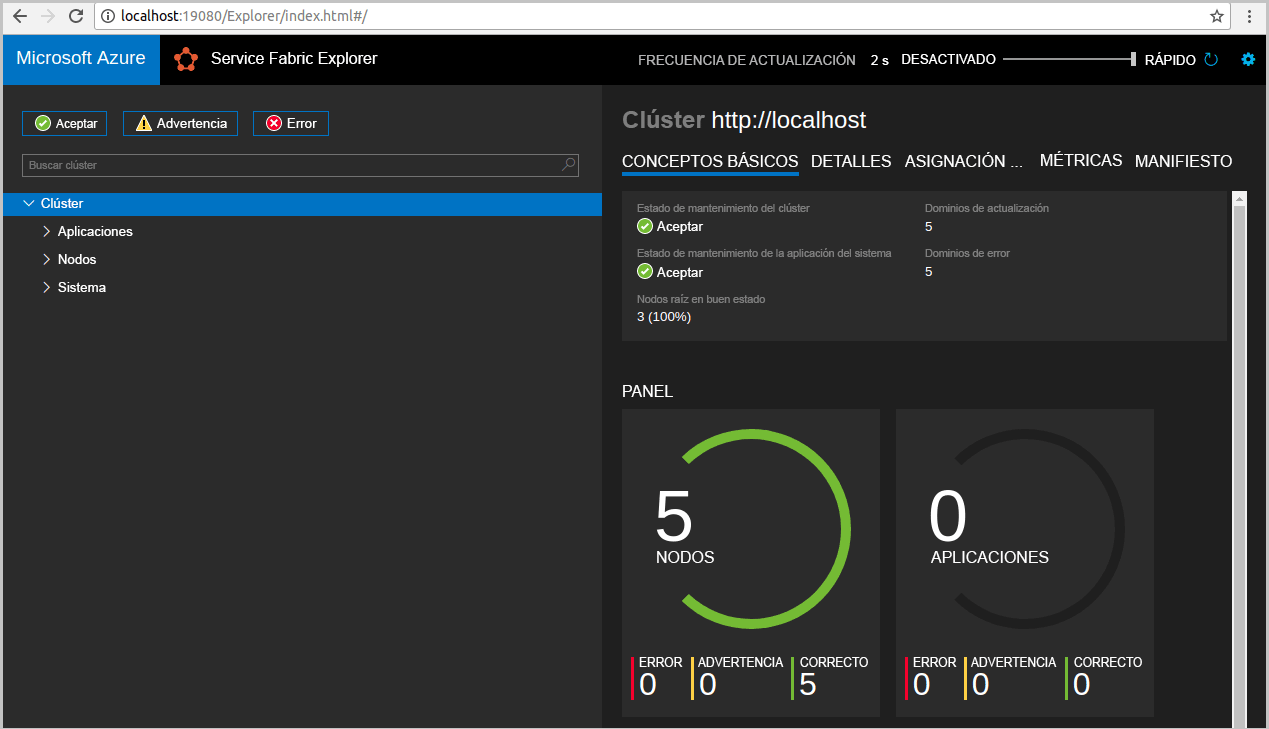 localhost:19080/Explorer/index.html#/
Microsoft Azure
Service Fabric Explorer
FRECUENCIA DE ACTUALIZACIÓN 2 s DESACTIVADO RÁPIDO
Aceptar Advertencia Error
Buscar clúster
Clúster
Aplicaciones
Nodos
Sistema
Clúster http://localhost
CONCEPTOS BÁSICOS DETALLES ASIGNACIÓN ... MÉTRICAS MANIFIESTO
Estado de mantenimiento del clúster
Aceptar
Dominios de actualización
5
Estado de mantenimiento de la aplicación del sistema
Aceptar
Dominios de error
5
Nodos raíz en buen estado
3 (100%)
PANEL
5
NODOS
ERROR ADVERTENCIA CORRECTO
0 0 5
0
APLICACIONES
ERROR ADVERTENCIA CORRECTO
0 0 0